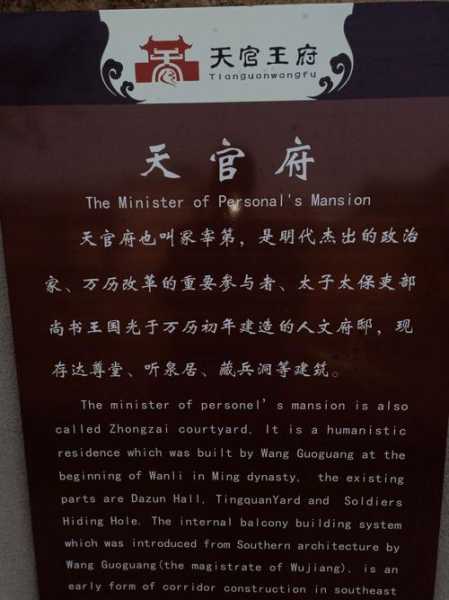 天官王府
Tianguanwangfu
天官府
The Minister of Personal's Mansion
天官府也叫冢宰第，是明代杰出的政治
家、万历改革的重要参与者、太子太保吏部
尚书王国光于万历初年建造的人文府邸，现
存达尊堂、听泉居、藏兵洞等建筑。
The minister of personel's mansion is also
called Zhongzai courtyard. It is a humanistic
residence which was built by Wang Guoguang at the
beginning of Wanli in Ming dynasty, the existing
parts are Dazun Hall, TingquanYard and Soldiers
Hiding Hole. The internal balcony building system
which was introduced from Southern architecture by
Wang Guoguang(the magistrate of Wujiang), is an
early form of corridor construction in southeast